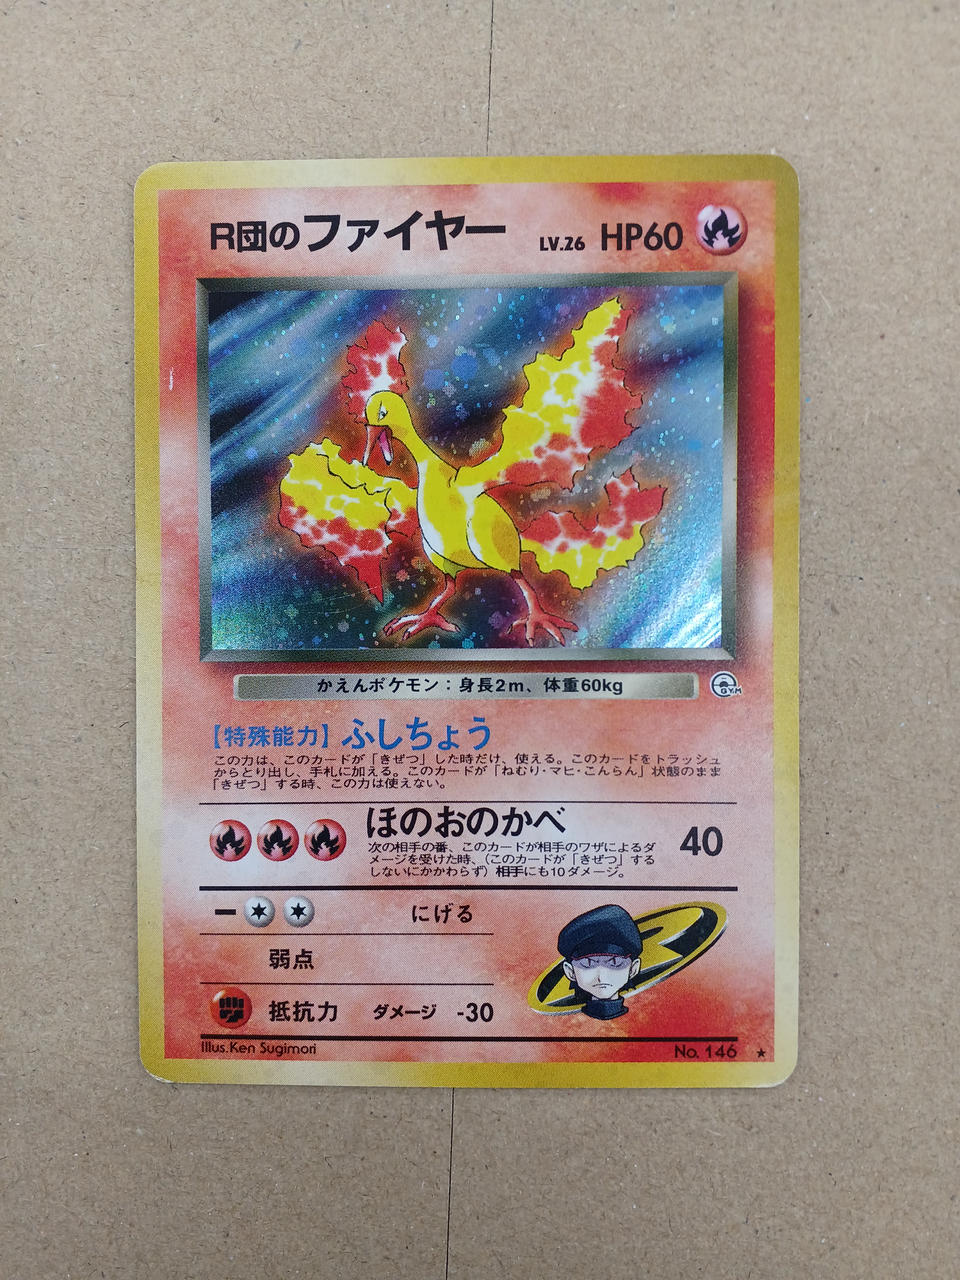 R団のファイヤー LV.26 HP60
かえんポケモン：身長2m、体重60kg
GYM
【特殊能力】ふしちょう
この力は、このカードが「きぜつ」した時だけ、使える。このカードをトラッシュ
からとり出し、手札に加える。このカードが「ねむり・マヒ・こんらん」状態のまま
「きぜつ」する時、この力は使えない。
ほのおのかべ 40
次の相手の番、このカードが相手のワザによるダ
メージを受けた時、（このカードが「きぜつ」する
しないにかかわらず）相手にも10ダメージ。
ー にげる
弱点
抵抗力 ダメージ -30
Illus.Ken Sugimori
No. 146 ★